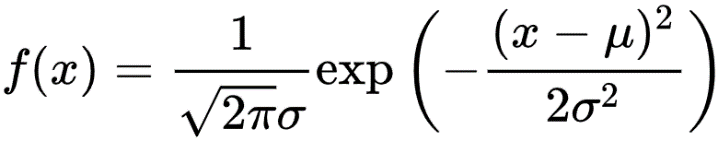 f(x) = \frac{1}{\sqrt{2\pi}\sigma} \exp\left(-\frac{(x-\mu)^2}{2\sigma^2}\right)